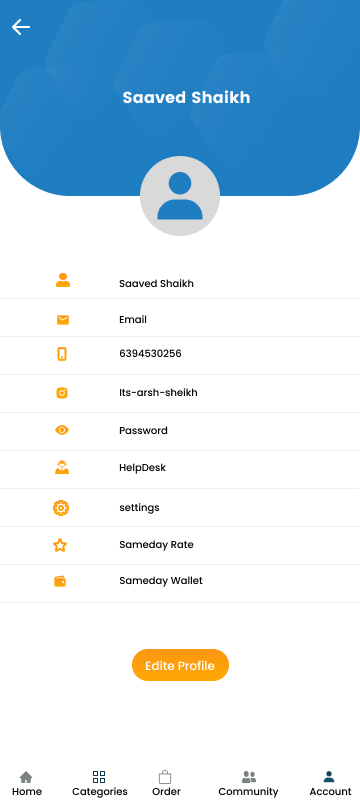 Saaved Shaikh
Saaved Shaikh
Email
6394530256
Its-arsh-sheikh
Password
HelpDesk
settings
Sameday Rate
Sameday Wallet
Edite Profile
Home Categories Order Community Account